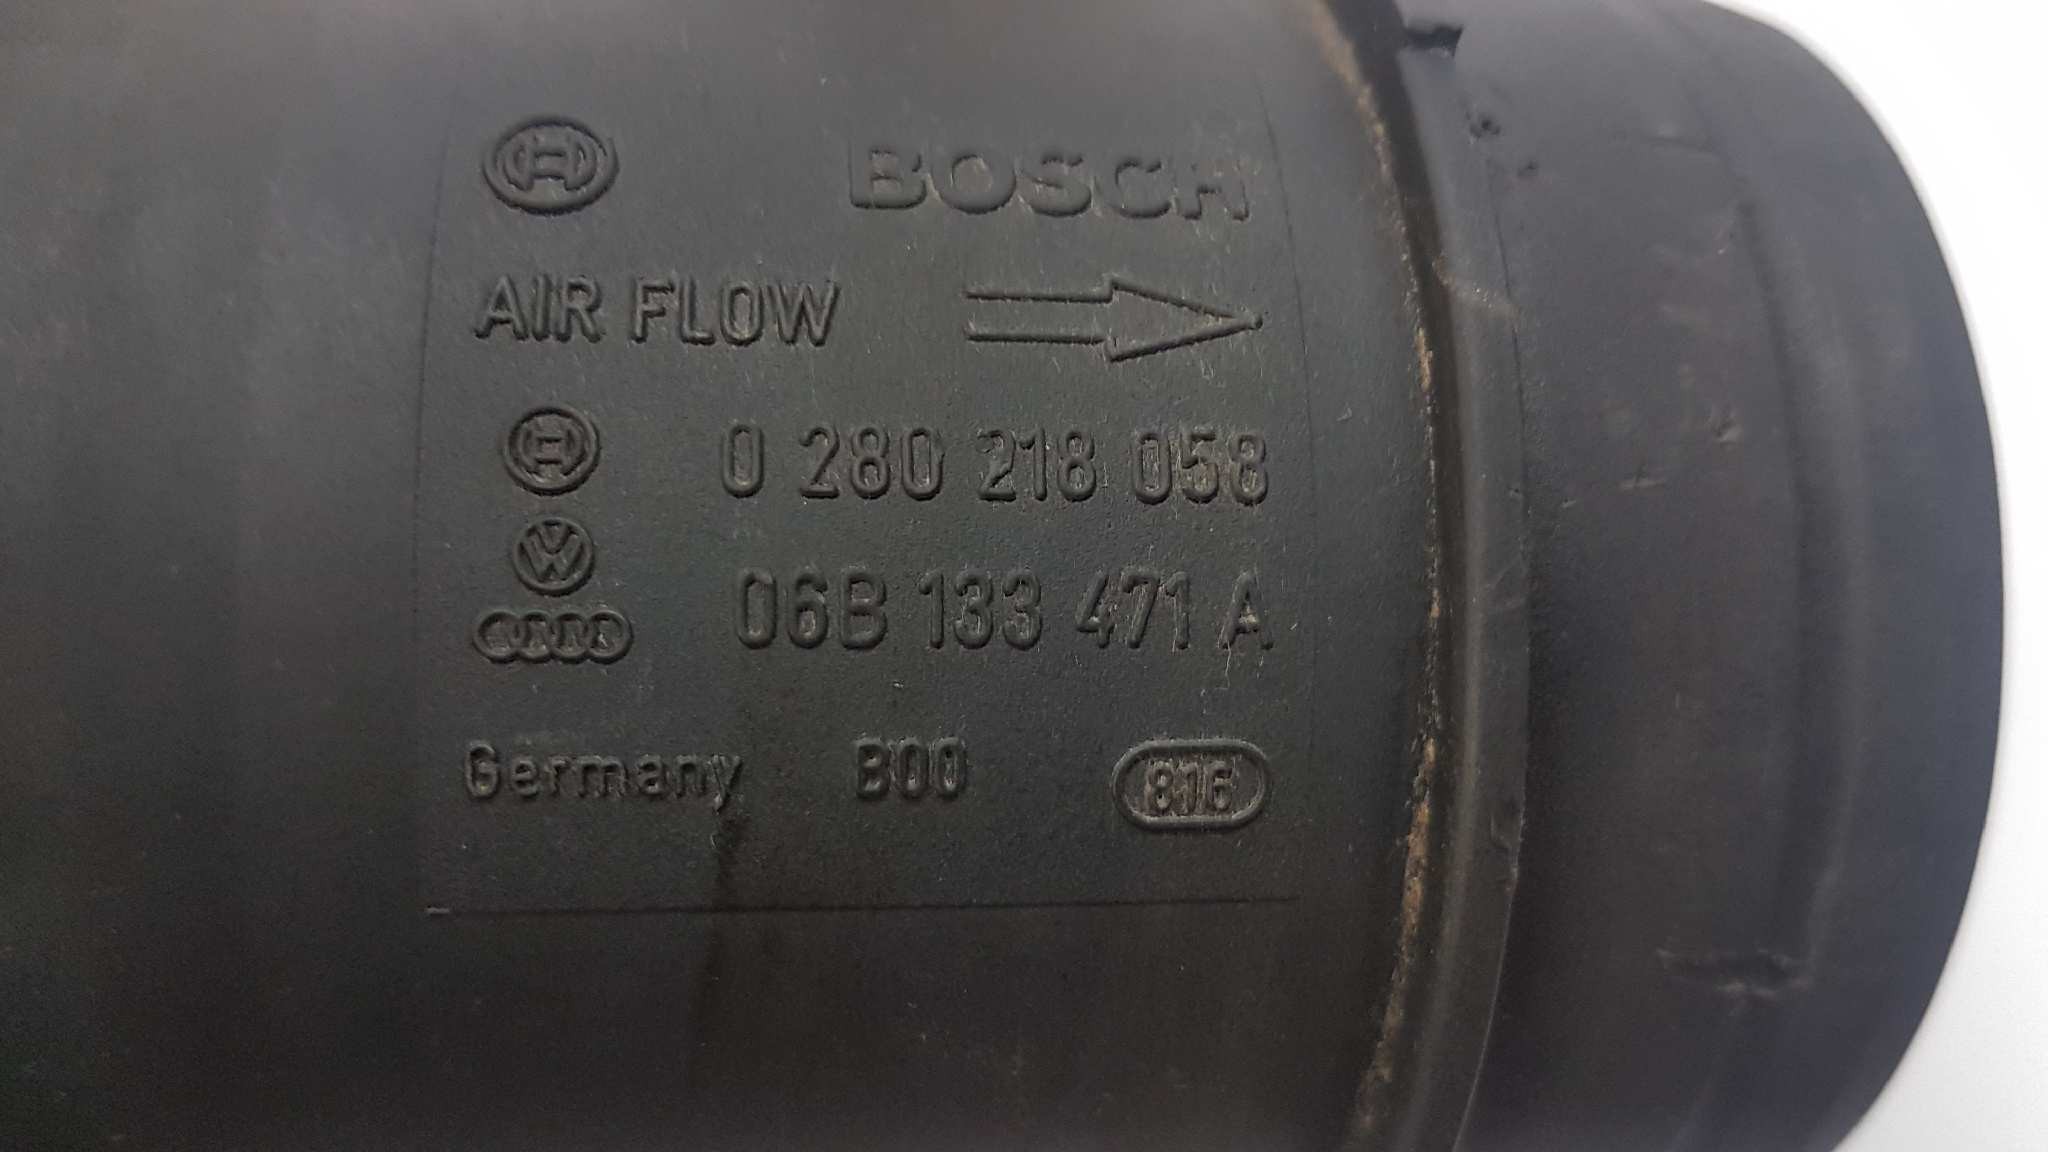 BOSCH
AIR FLOW
0 280 218 058
06B 133 471 A
Germany B00 816